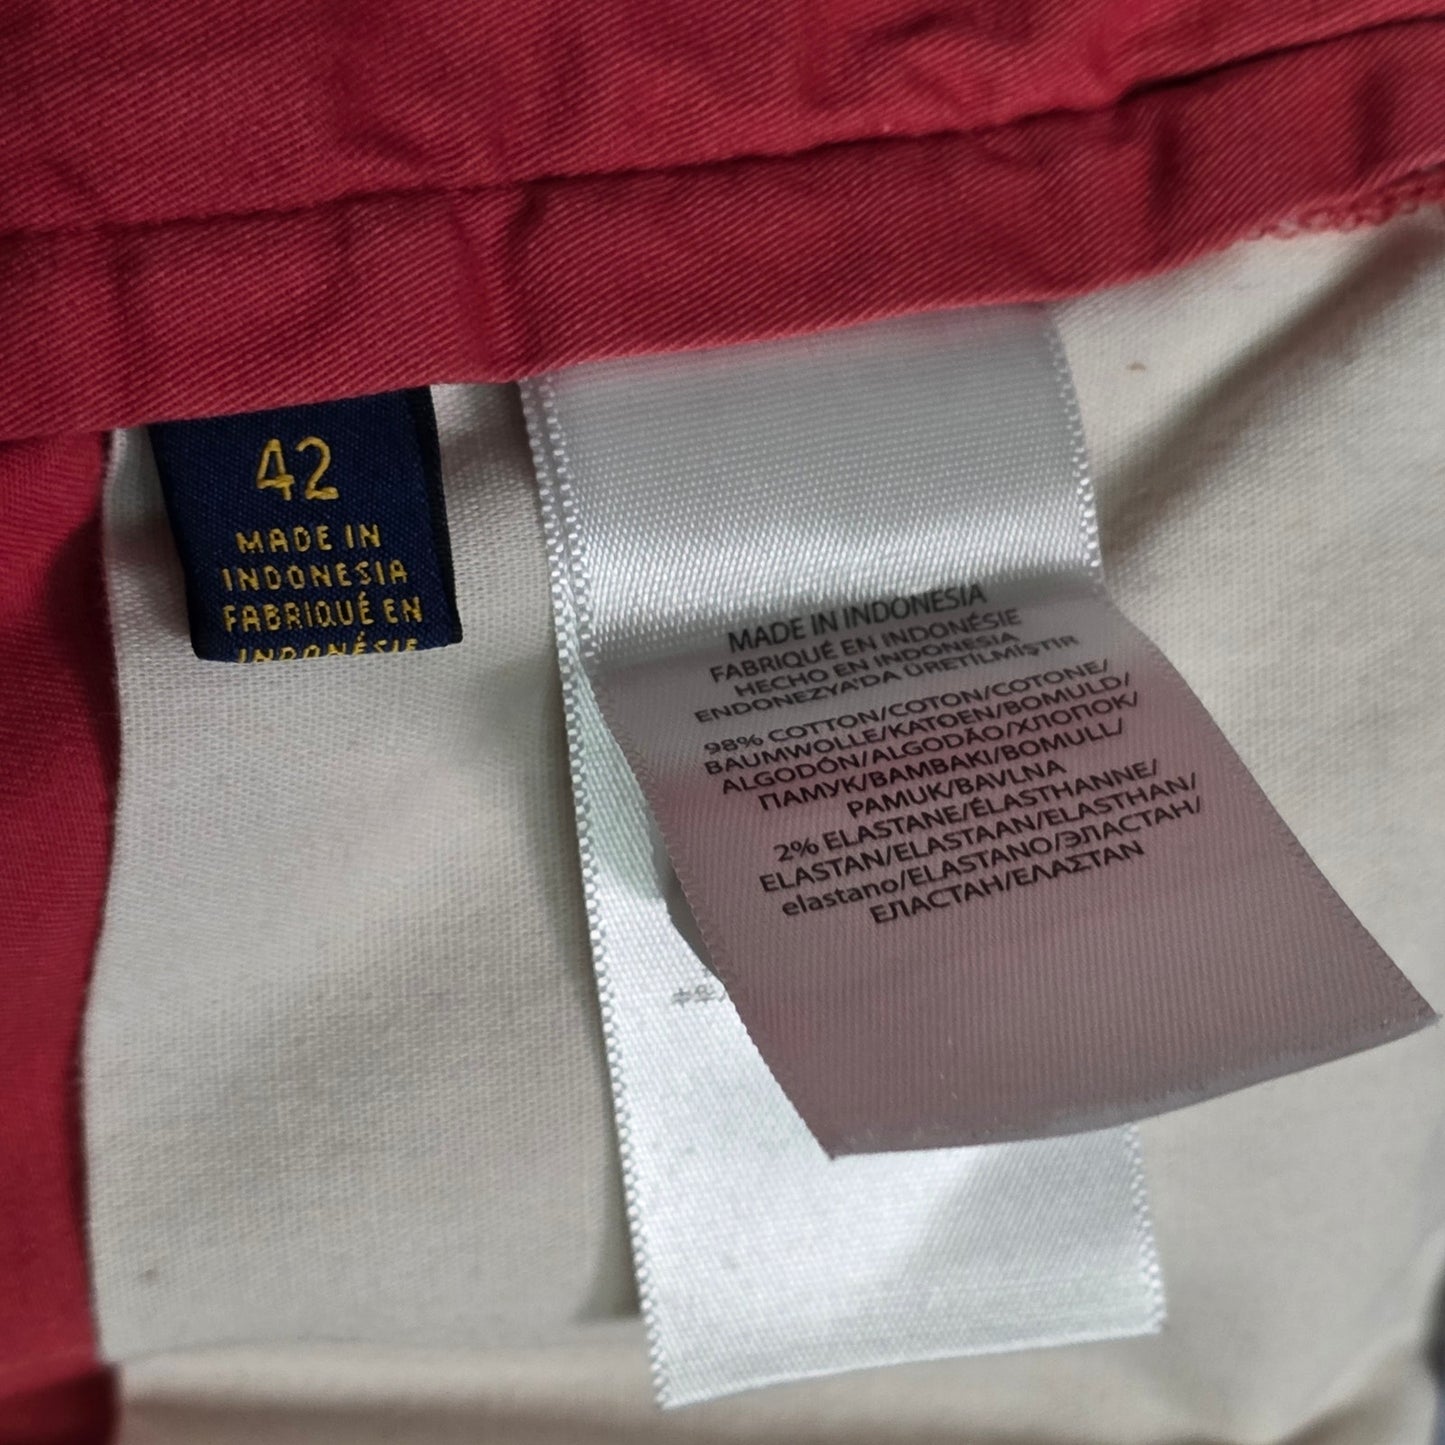 42
MADE IN
INDONESIA
FABRIQUÉ EN
INDONÉSIE
MADE IN INDONESIA
FABRIQUÉ EN INDONÉSIE
HECHO EN INDONESIA
ENDONEZYA'DA ÜRETILMIŞTIR
98% COTTON/COTON/COTONE/
BAUMWOLLE/KATOEN/BOMULD/
ALGODÓN/ALGODÃO/ХЛОПОК/
ПАМУК/BAMBAKI/BOMULL/
PAMUK/BAVLNA
2% ELASTANE/ÉLASTHANNE/
ELASTAN/ELASTAAN/ELASTHAN/
elastano/ELASTANO/ЭЛАСТАН/
ЕЛАСТАН/ΕΛΑΣΤΑΝ